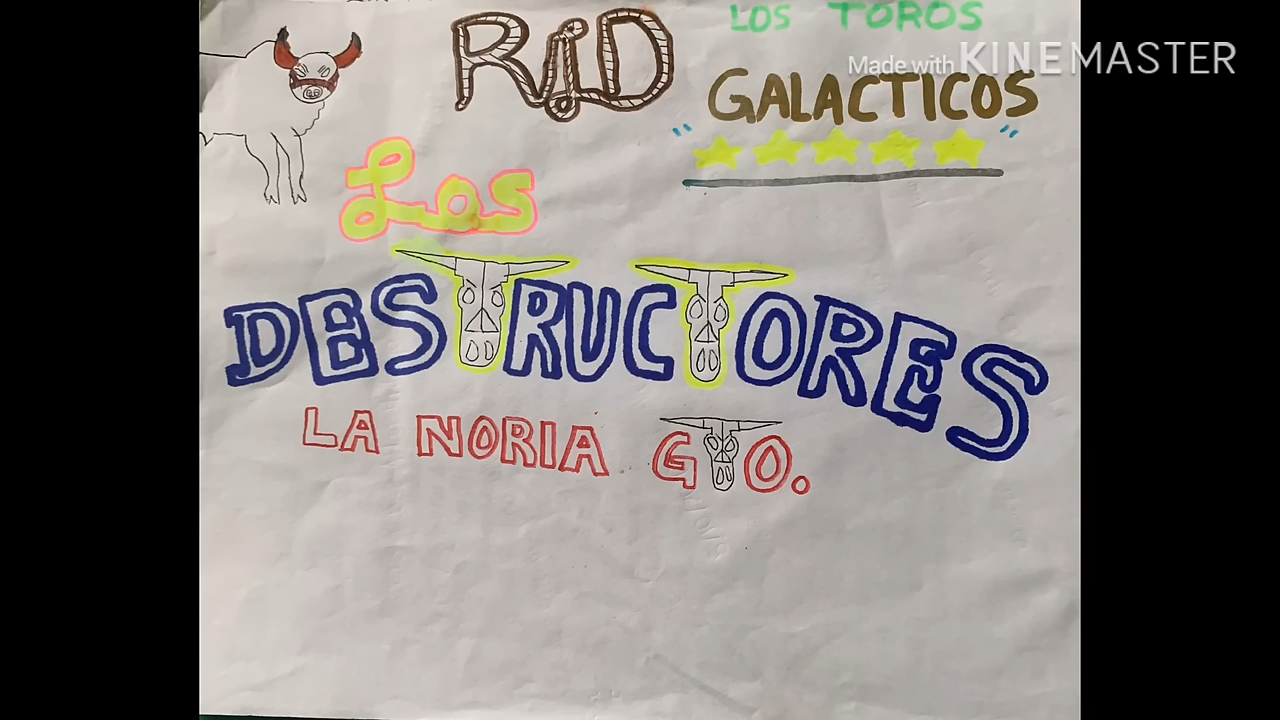 RiD
LOS TOROS
Made with KINEMASTER
"GALACTICOS"
Los
DESTRUCTORES
LA NORIA GTO.